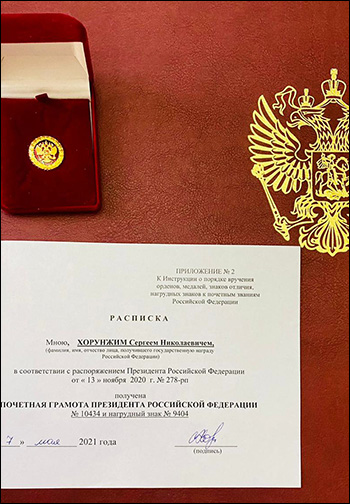 ПРИЛОЖЕНИЕ № 2
К Инструкции о порядке вручения
орденов, медалей, знаков отличия,
нагрудных знаков к почетным званиям
Российской Федерации
РАСПИСКА
Мною, ХОРУНЖИМ Сергеем Николаевичем,
(фамилия, имя, отчество лица, получившего государственную награду
Российской Федерации)
в соответствии с распоряжением Президента Российской Федерации
от « 13 » ноября 2020 г. № 278-рп
получена
ПОЧЕТНАЯ ГРАМОТА ПРЕЗИДЕНТА РОССИЙСКОЙ ФЕДЕРАЦИИ
№ 10434 и нагрудный знак № 9404
7 » мая 2021 года
(подпись)